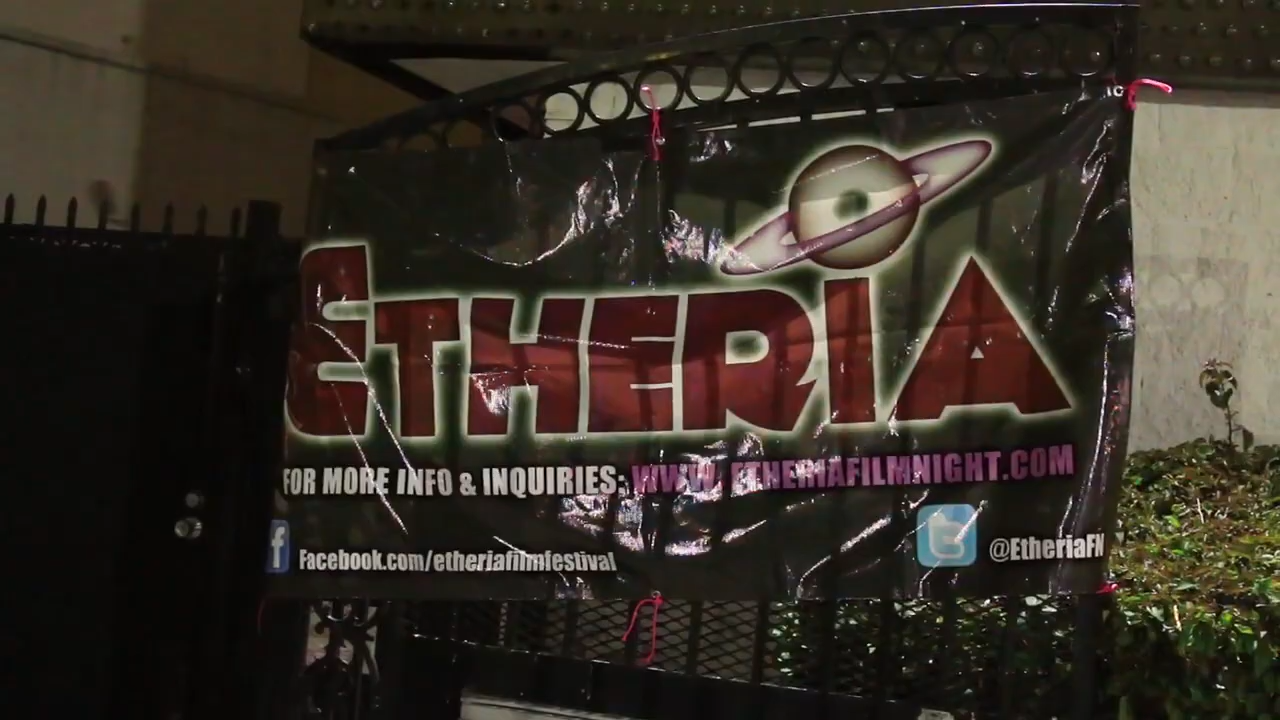 ETHERIA
FOR MORE INFO & INQUIRIES: WWW. ETHERIAFILMNIGHT.COM
f Facebook.com/etheriafilmfestival
t @EtheriaFN